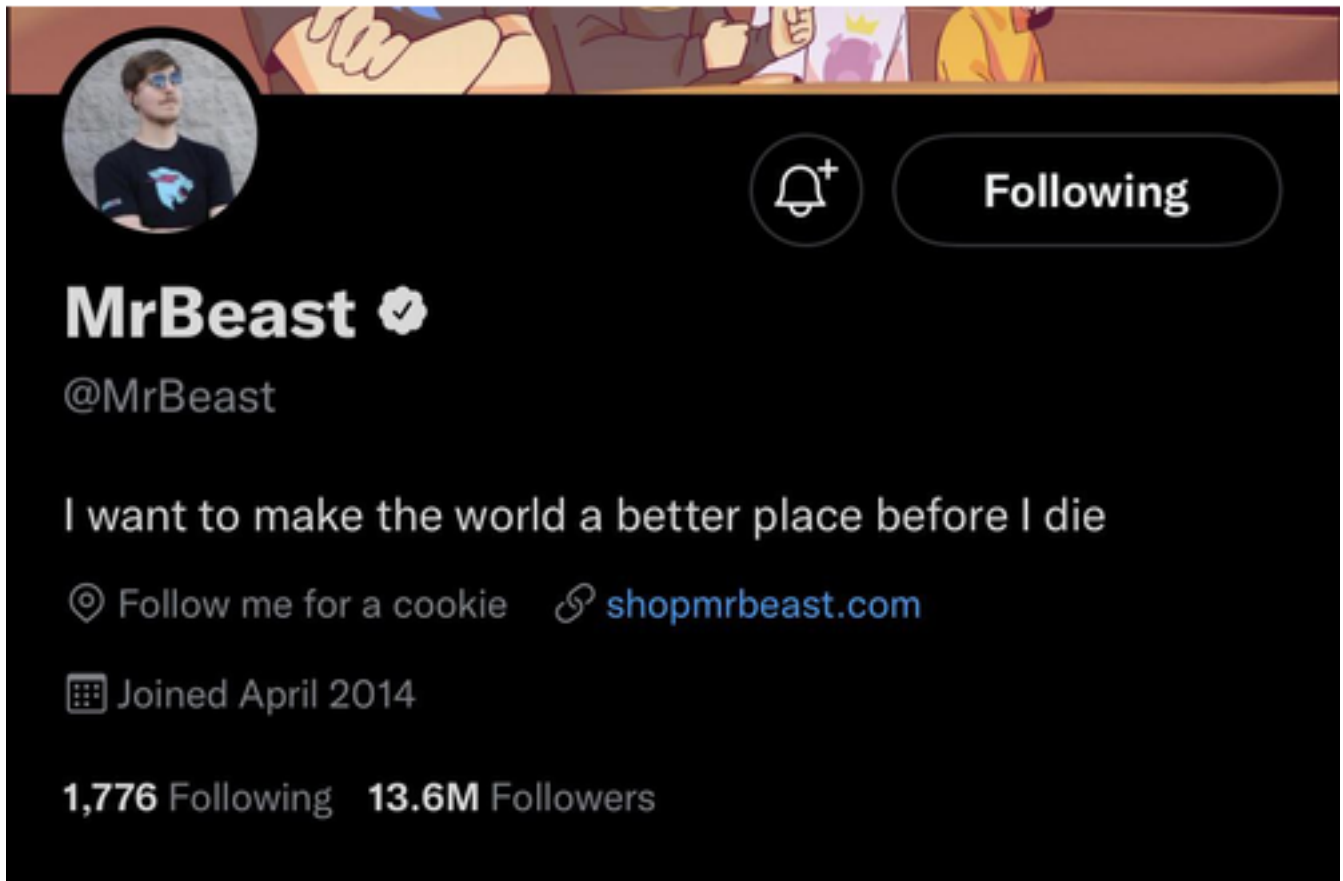 Following
MrBeast
@MrBeast
I want to make the world a better place before I die
Follow me for a cookie shopmrbeast.com
Joined April 2014
1,776 Following 13.6M Followers